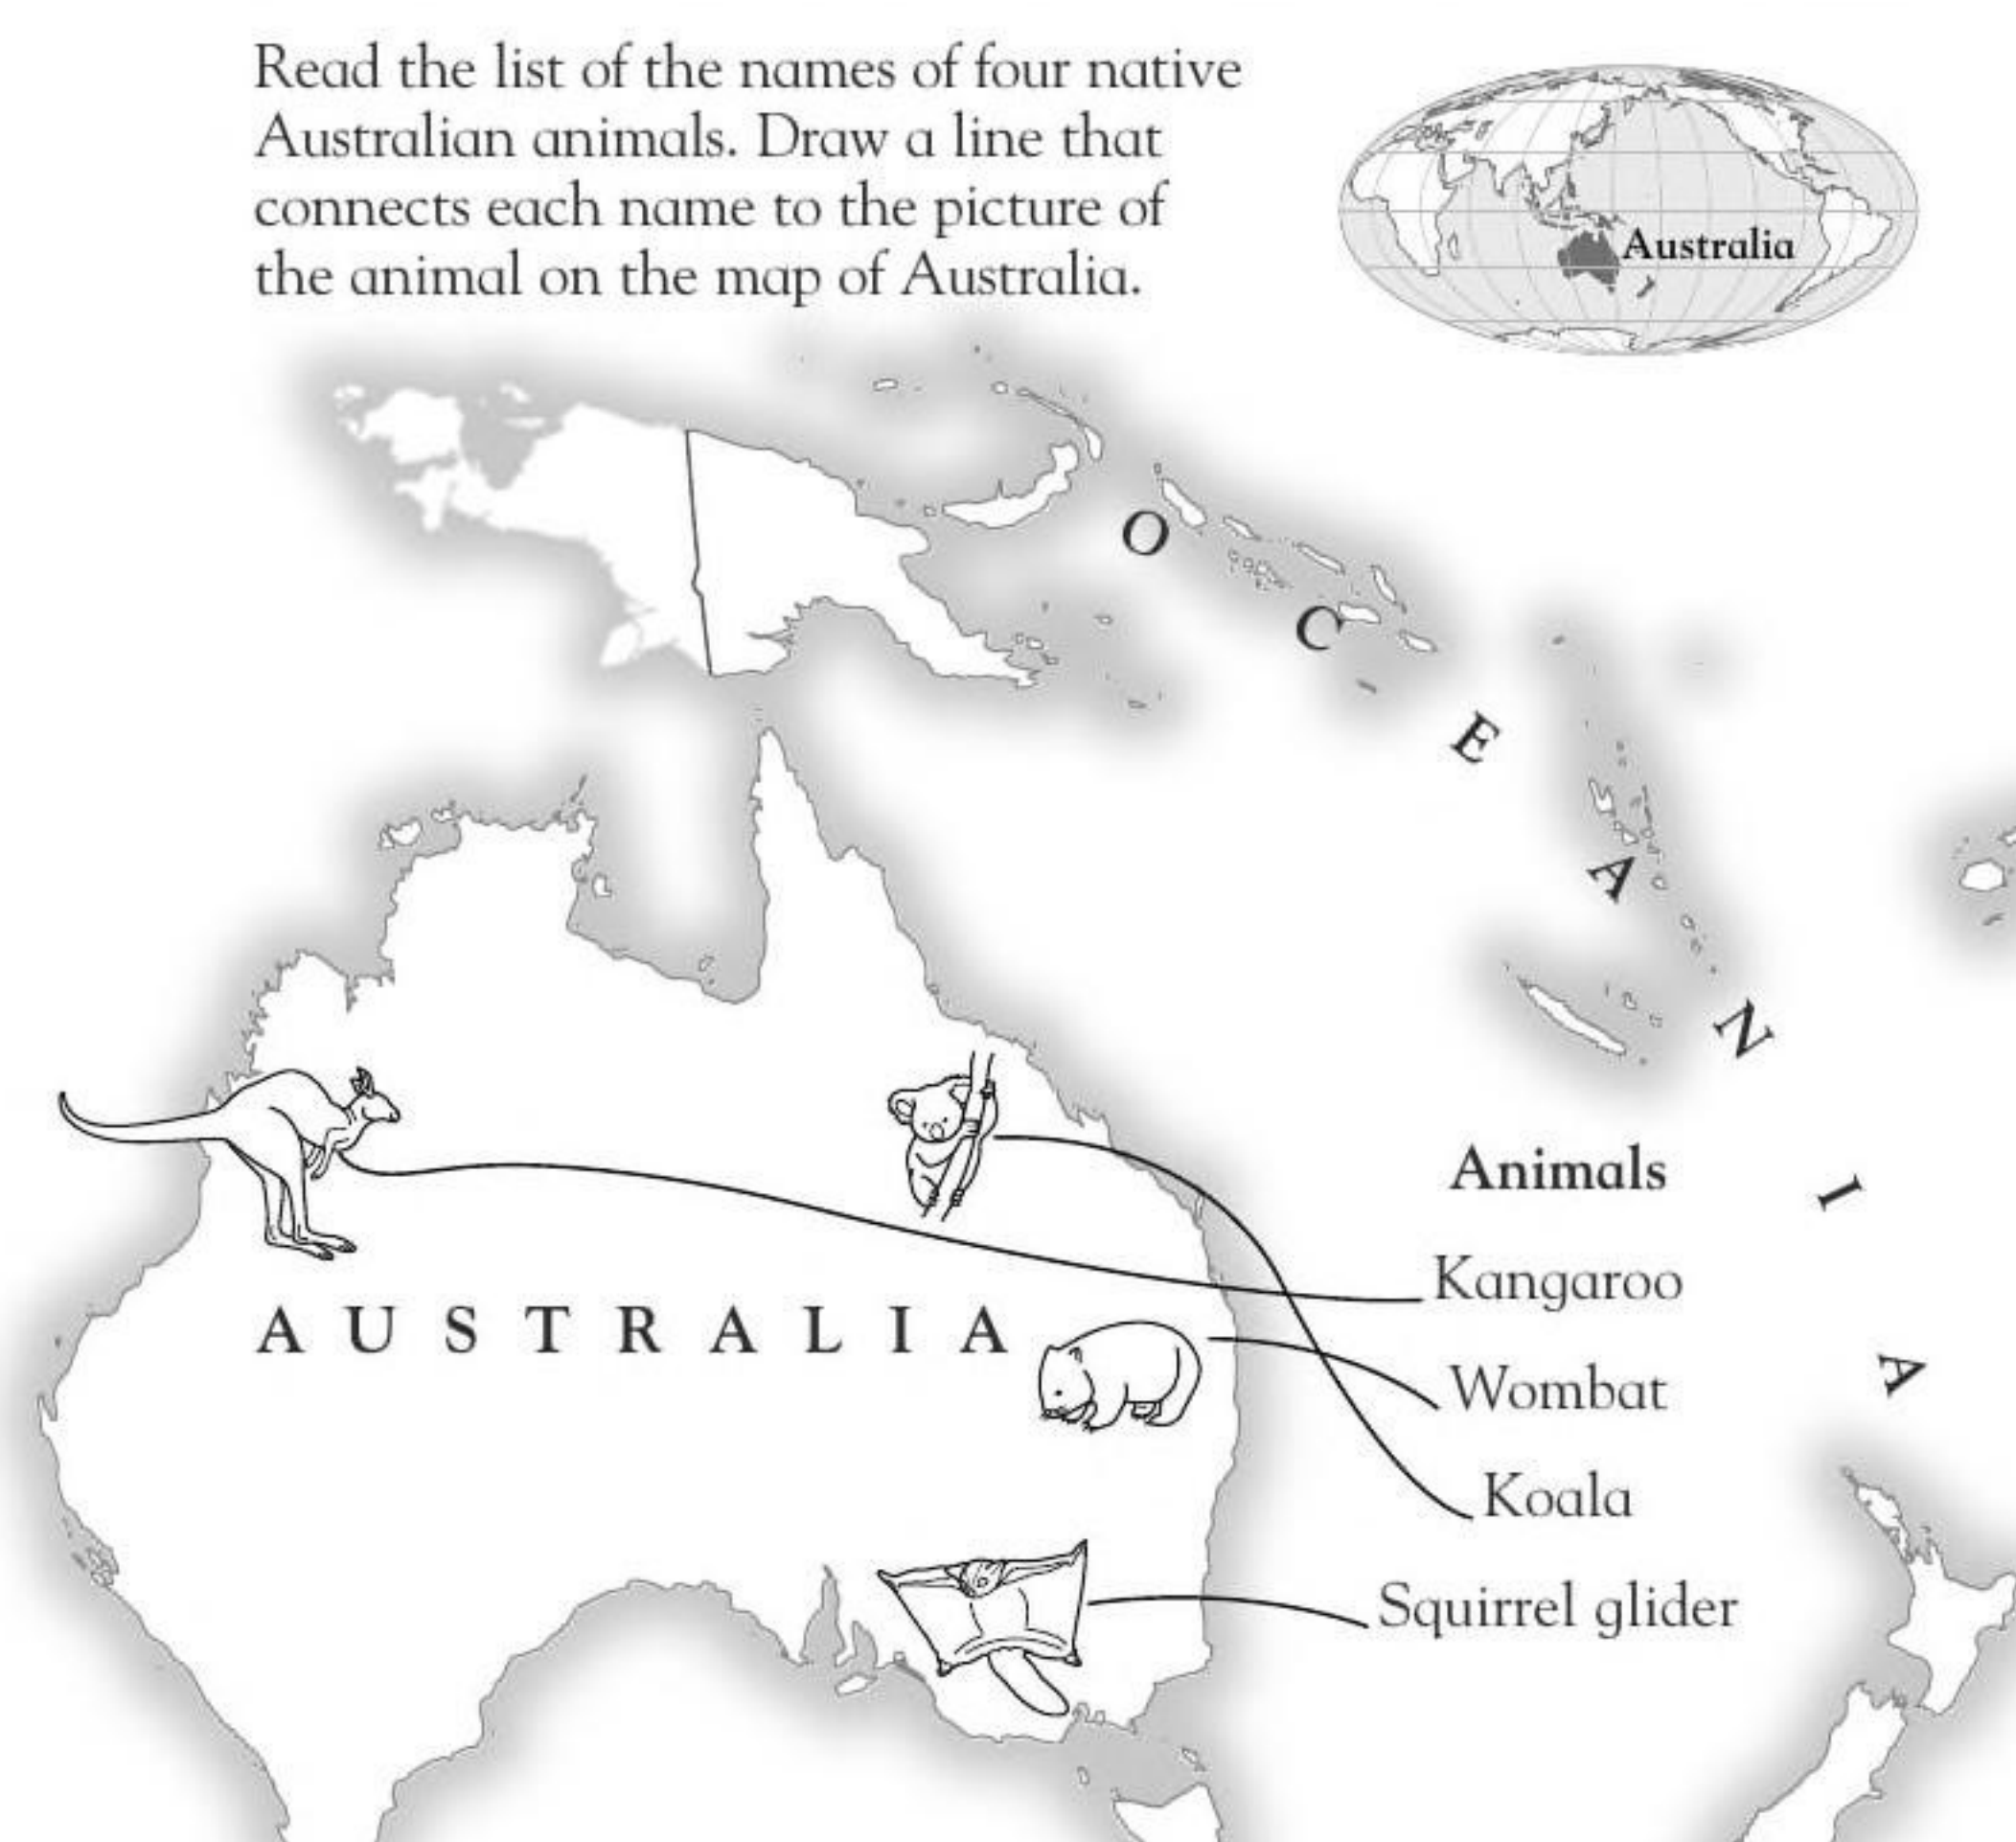 Read the list of the names of four native
Australian animals. Draw a line that
connects each name to the picture of
the animal on the map of Australia.
Australia
OCEANIA
AUSTRALIA
Animals
Kangaroo
Wombat
Koala
Squirrel glider